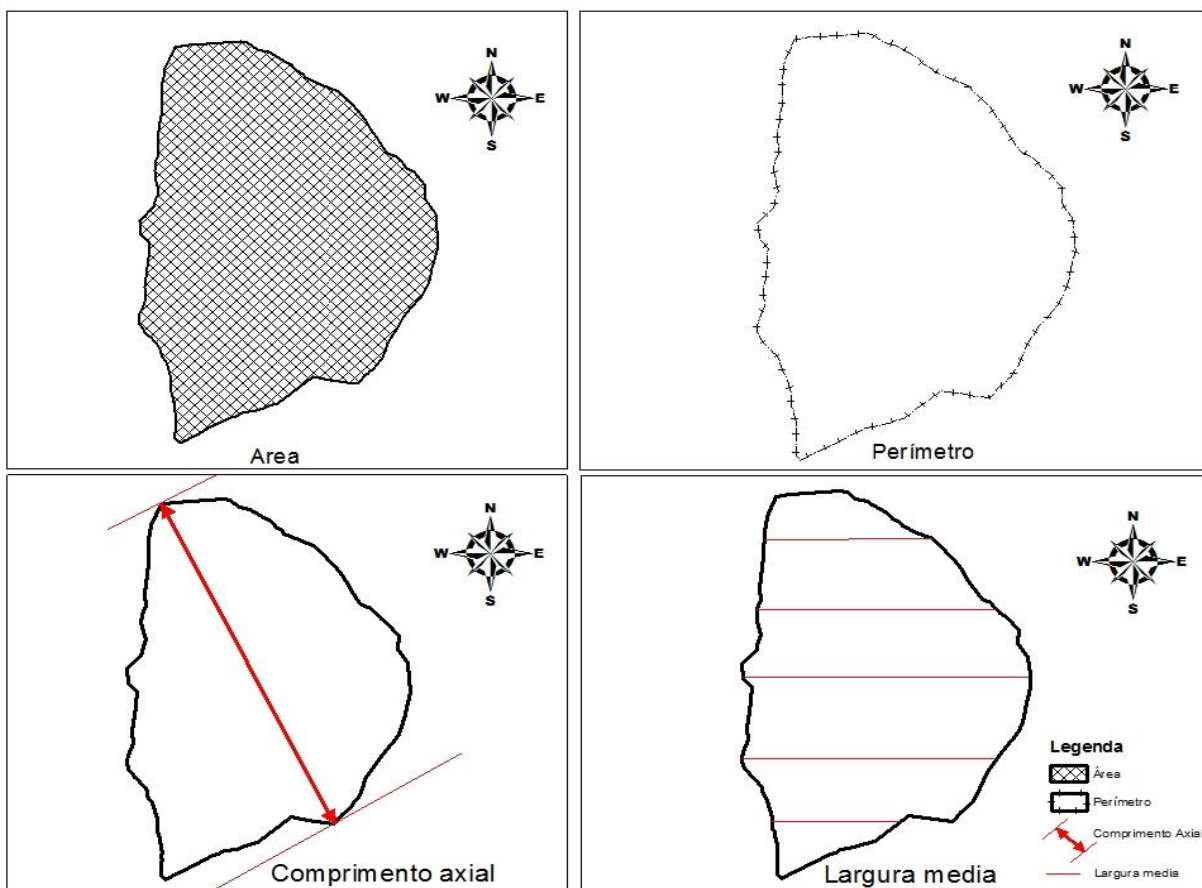 N
W E
S
Area
N
W E
S
Perímetro
N
W E
S
Comprimento axial
N
W E
S
Legenda
Área
Perímetro
Comprimento Axial
Largura media
Largura media